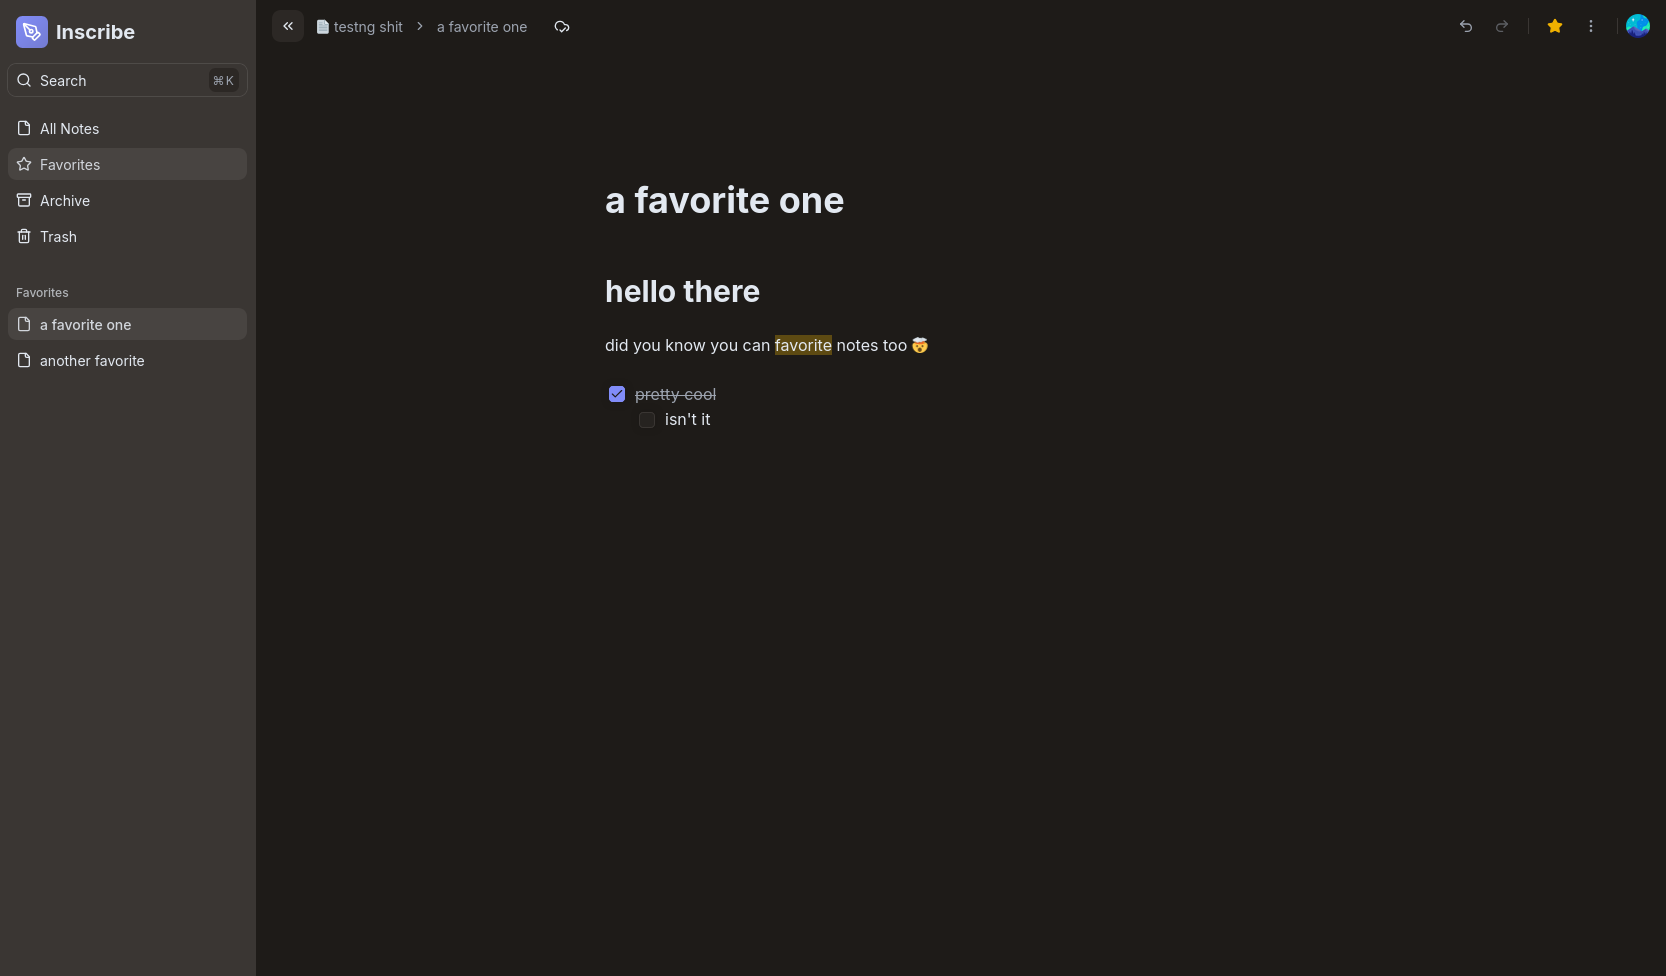 Inscribe
Search ⌘K
All Notes
Favorites
Archive
Trash
Favorites
a favorite one
another favorite
testng shit > a favorite one
a favorite one
hello there
did you know you can favorite notes too 🤯
pretty cool
isn't it